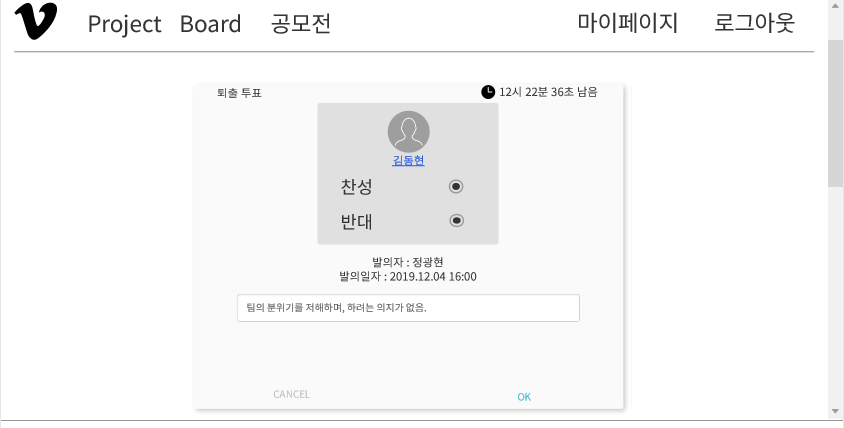 Project Board 공모전 마이페이지 로그아웃
퇴출 투표 12시 22분 36초 남음
김동현
찬성
반대
발의자 : 정광현
발의일자 : 2019.12.04 16:00
팀의 분위기를 저해하며, 하려는 의지가 없음.
CANCEL OK